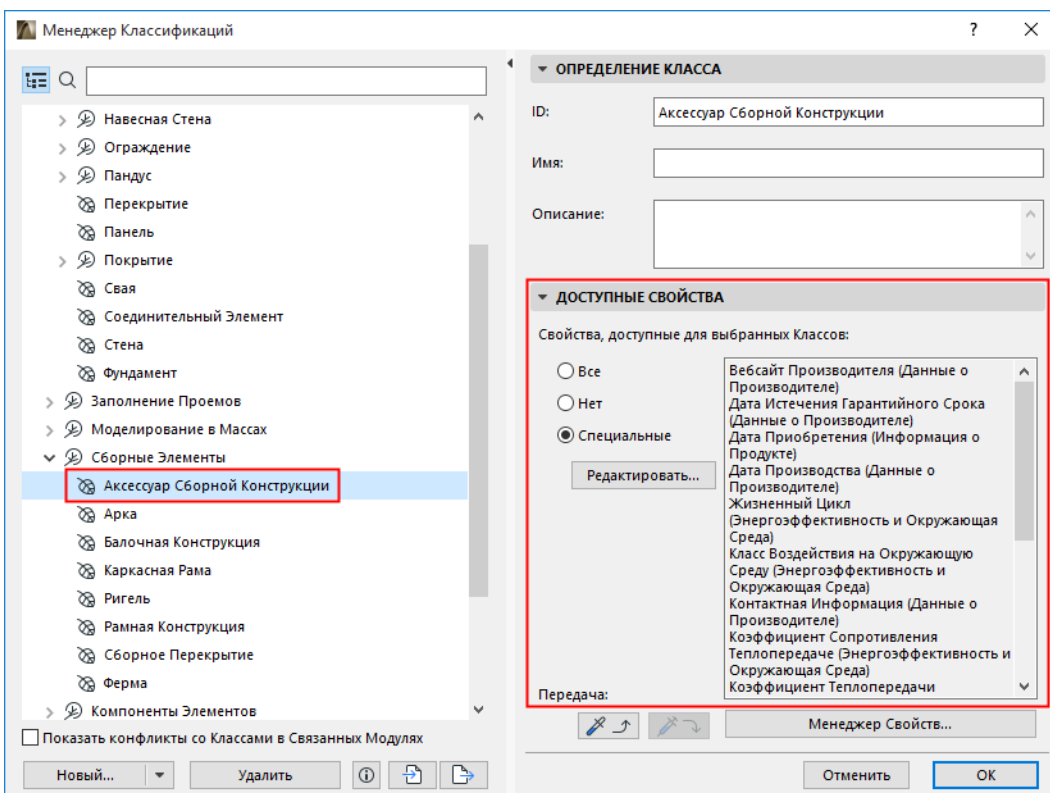 Менеджер Классификаций
?
Навесная Стена
Ограждение
Пандус
Перекрытие
Панель
Покрытие
Свая
Соединительный Элемент
Стена
Фундамент
Заполнение Проемов
Моделирование в Массах
Сборные Элементы
Аксессуар Сборной Конструкции
Арка
Балочная Конструкция
Каркасная Рама
Ригель
Рамная Конструкция
Сборное Перекрытие
Ферма
Компоненты Элементов
Показать конфликты со Классами в Связанных Модулях
Новый...
Удалить
ОПРЕДЕЛЕНИЕ КЛАССА
ID:
Аксессуар Сборной Конструкции
Имя:
Описание:
ДОСТУПНЫЕ СВОЙСТВА
Свойства, доступные для выбранных Классов:
Все
Нет
Специальные
Редактировать...
Вебсайт Производителя (Данные о
Производителе)
Дата Истечения Гарантийного Срока
(Данные о Производителе)
Дата Приобретения (Информация о
Продукте)
Дата Производства (Данные о
Производителе)
Жизненный Цикл
(Энергоэффективность и Окружающая
Среда)
Класс Воздействия на Окружающую
Среду (Энергоэффективность и
Окружающая Среда)
Контактная Информация (Данные о
Производителе)
Коэффициент Сопротивления
Теплопередаче (Энергоэффективность и
Окружающая Среда)
Коэффициент Теплопередачи
Передача:
Менеджер Свойств...
Отменить
OK